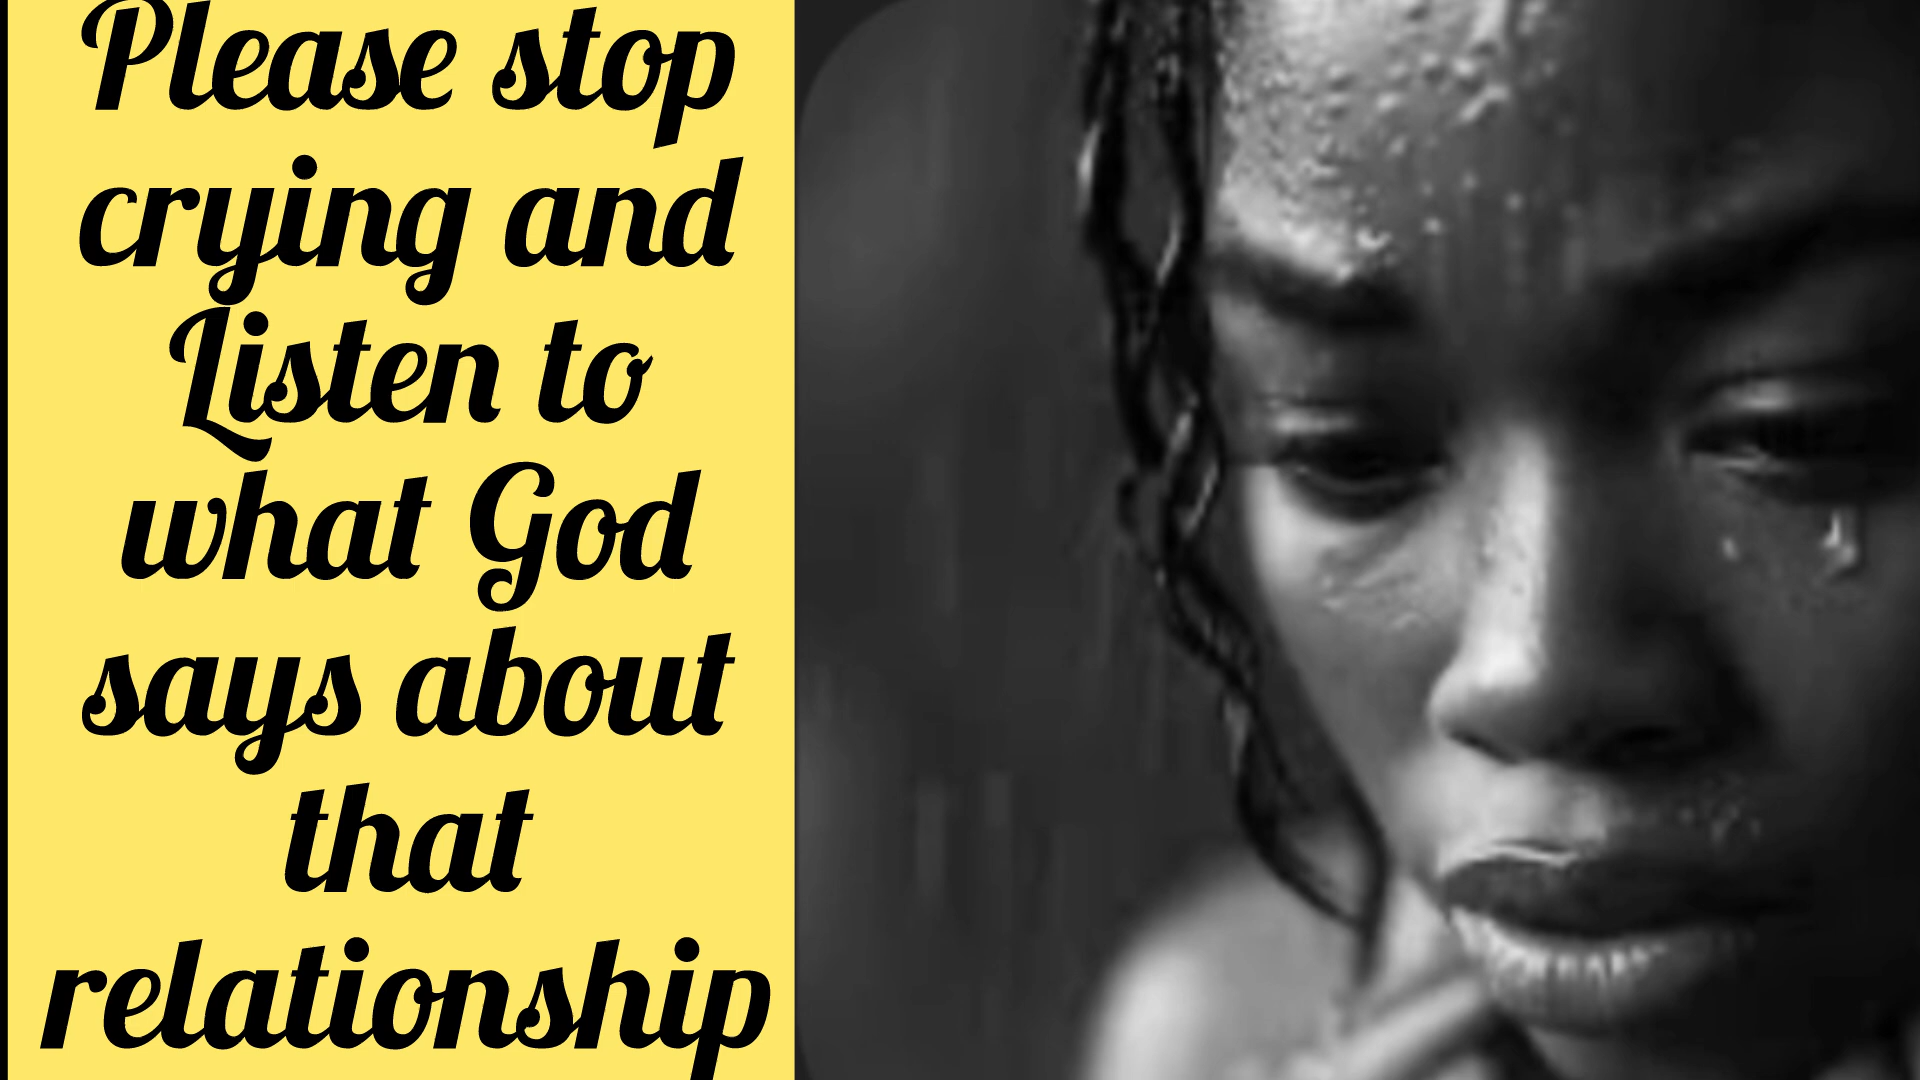 Please stop
crying and
Listen to
what God
says about
that
relationship